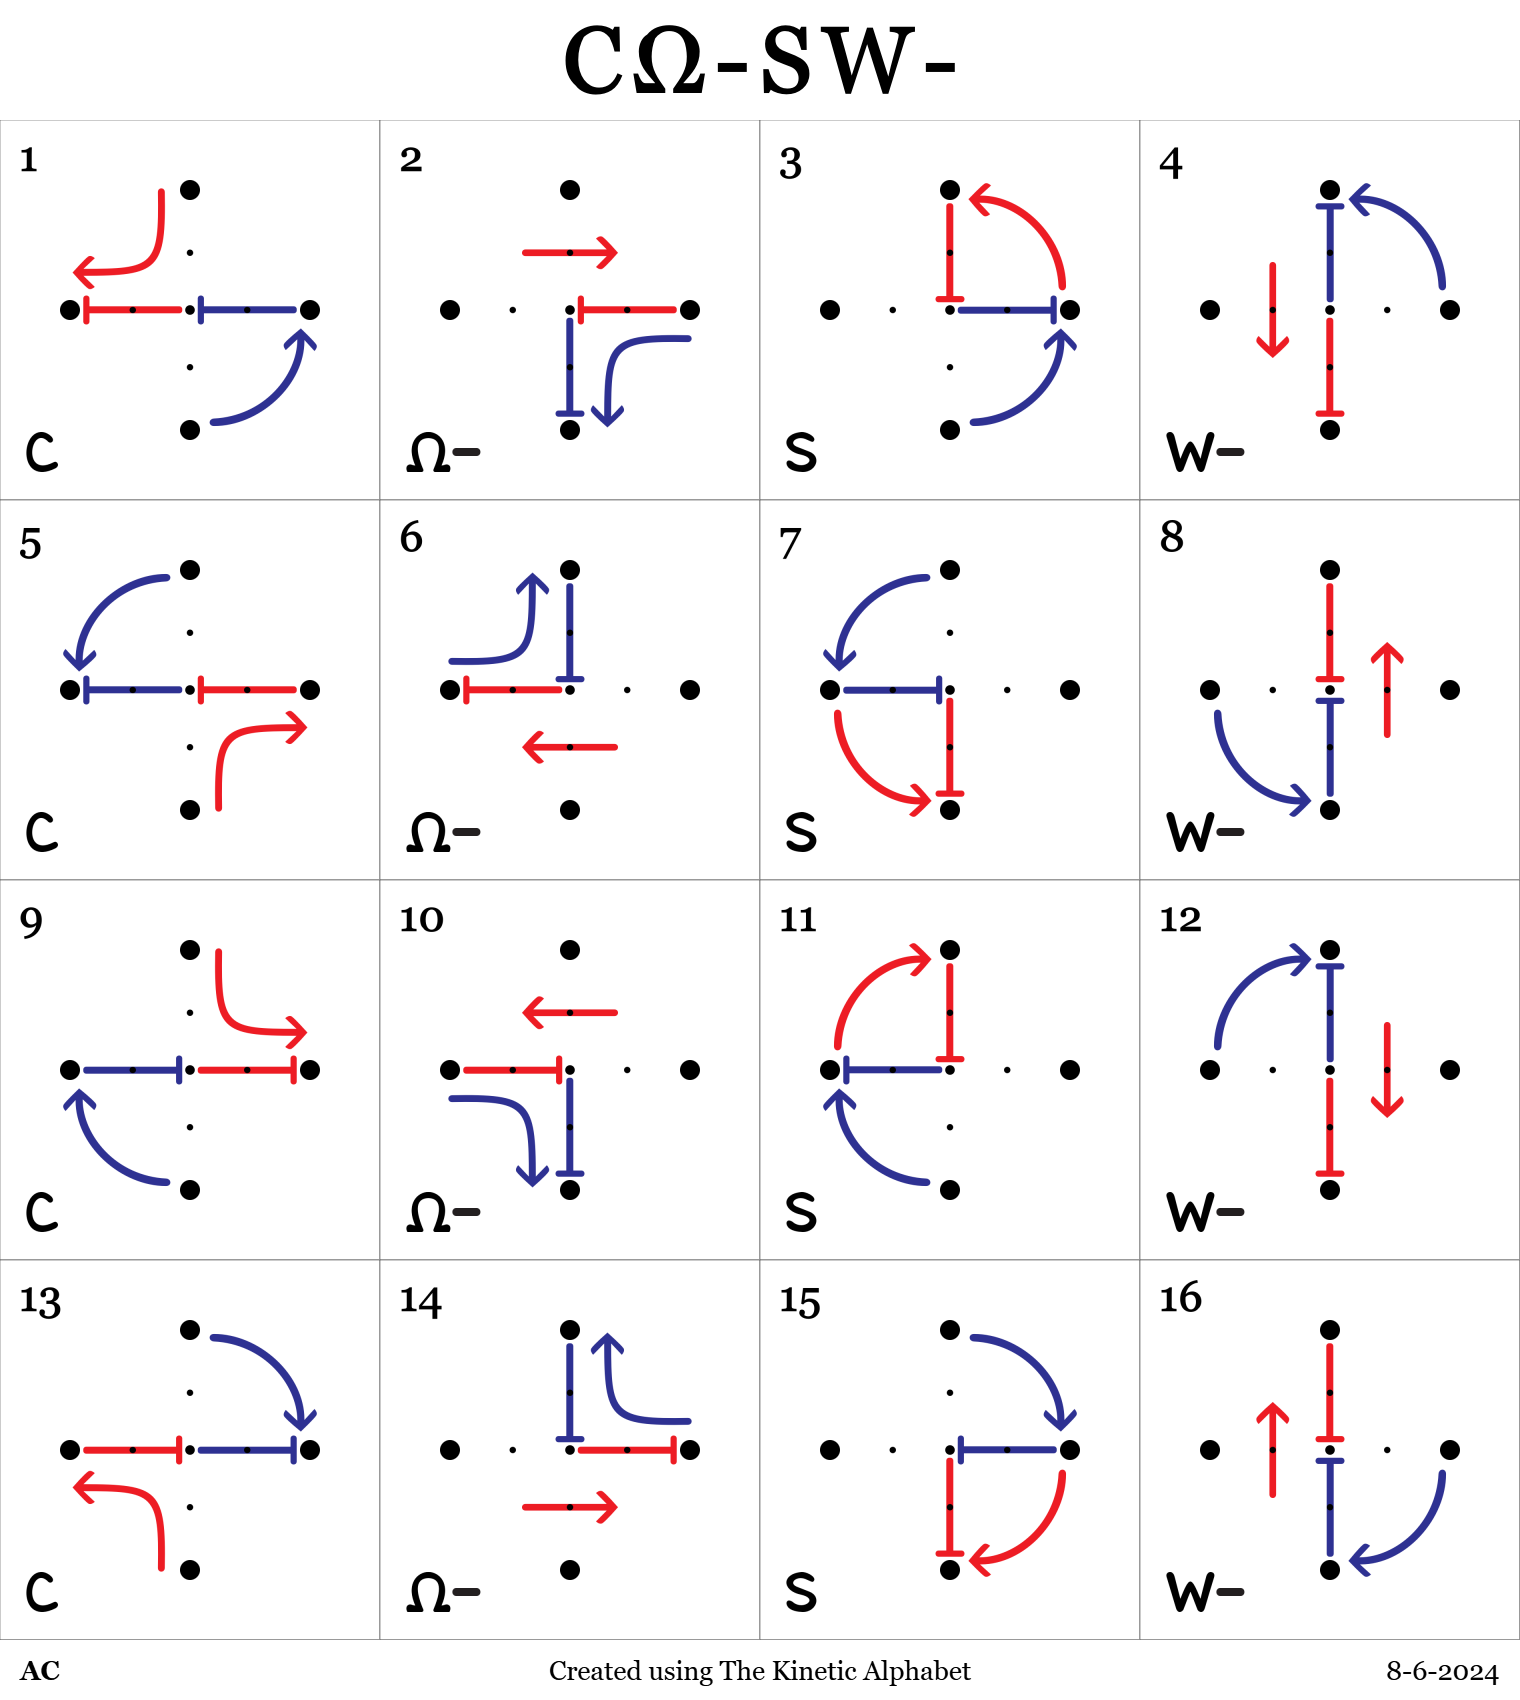 CΩ-SW-
1 2 3 4
C Ω- S W-
5 6 7 8
C Ω- S W-
9 10 11 12
C Ω- S W-
13 14 15 16
C Ω- S W-
AC Created using The Kinetic Alphabet 8-6-2024